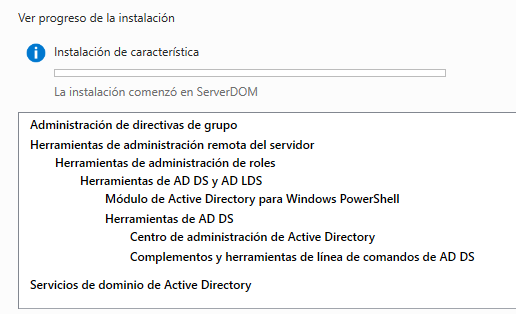 Ver progreso de la instalación
Instalación de característica
La instalación comenzó en ServerDOM
Administración de directivas de grupo
Herramientas de administración remota del servidor
Herramientas de administración de roles
Herramientas de AD DS y AD LDS
Módulo de Active Directory para Windows PowerShell
Herramientas de AD DS
Centro de administración de Active Directory
Complementos y herramientas de línea de comandos de AD DS
Servicios de dominio de Active Directory